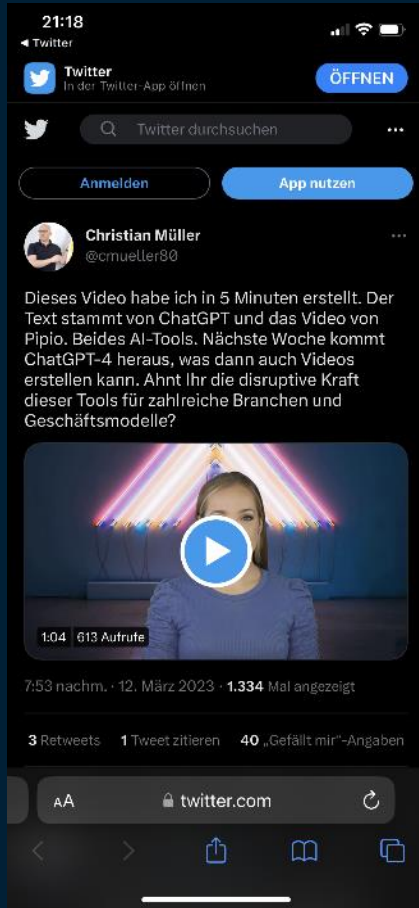 21:18
◀ Twitter
Twitter
In der Twitter-App öffnen
ÖFFNEN
Twitter durchsuchen
Anmelden
App nutzen
Christian Müller
@cmueller80
Dieses Video habe ich in 5 Minuten erstellt. Der
Text stammt von ChatGPT und das Video von
Pipio. Beides AI-Tools. Nächste Woche kommt
ChatGPT-4 heraus, was dann auch Videos
erstellen kann. Ahnt Ihr die disruptive Kraft
dieser Tools für zahlreiche Branchen und
Geschäftsmodelle?
1:04 613 Aufrufe
7:53 nachm. · 12. März 2023 · 1.334 Mal angezeigt
3 Retweets 1 Tweet zitieren 40 „Gefällt mir“-Angaben
AA twitter.com